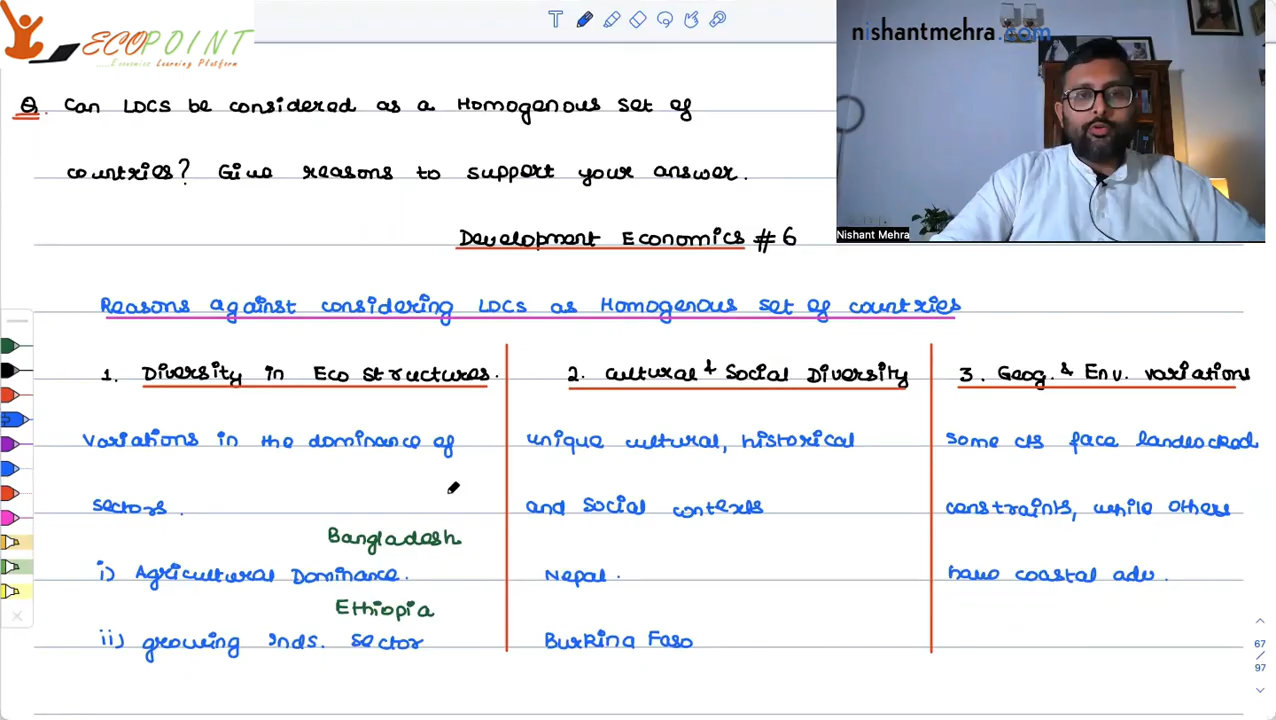 ECOPOINT
Economics Learning Platform
nishantmehra.com
Q. Can LDCs be considered as a Homogenous set of
countries? Give reasons to support your answer.
Nishant Mehra
Development Economics #6
Reasons against considering LDCs as Homogenous set of countries
1. Diversity in Eco structures.
variations in the dominance of
sectors.
Bangladesh
i) Agricultural Dominance.
Ethiopia
ii) growing Inds. sector
2. Cultural & Social Diversity
unique cultural, historical
and social contexts
Nepal.
Burkina Faso
3. Geog. & Env. variations
some cts face landlocked
constraints, while others
have coastal adv.
67
/
97